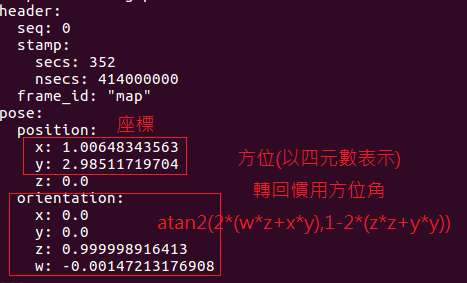 header:
seq: 0
stamp:
secs: 352
nsecs: 414000000
frame_id: "map"
pose:
position: 座標
x: 1.00648343563
y: 2.98511719704
z: 0.0
方位(以四元數表示)
轉回慣用方位角
atan2(2*(w*z+x*y),1-2*(z*z+y*y))
orientation:
x: 0.0
y: 0.0
z: 0.999998916413
w: -0.00147213176908